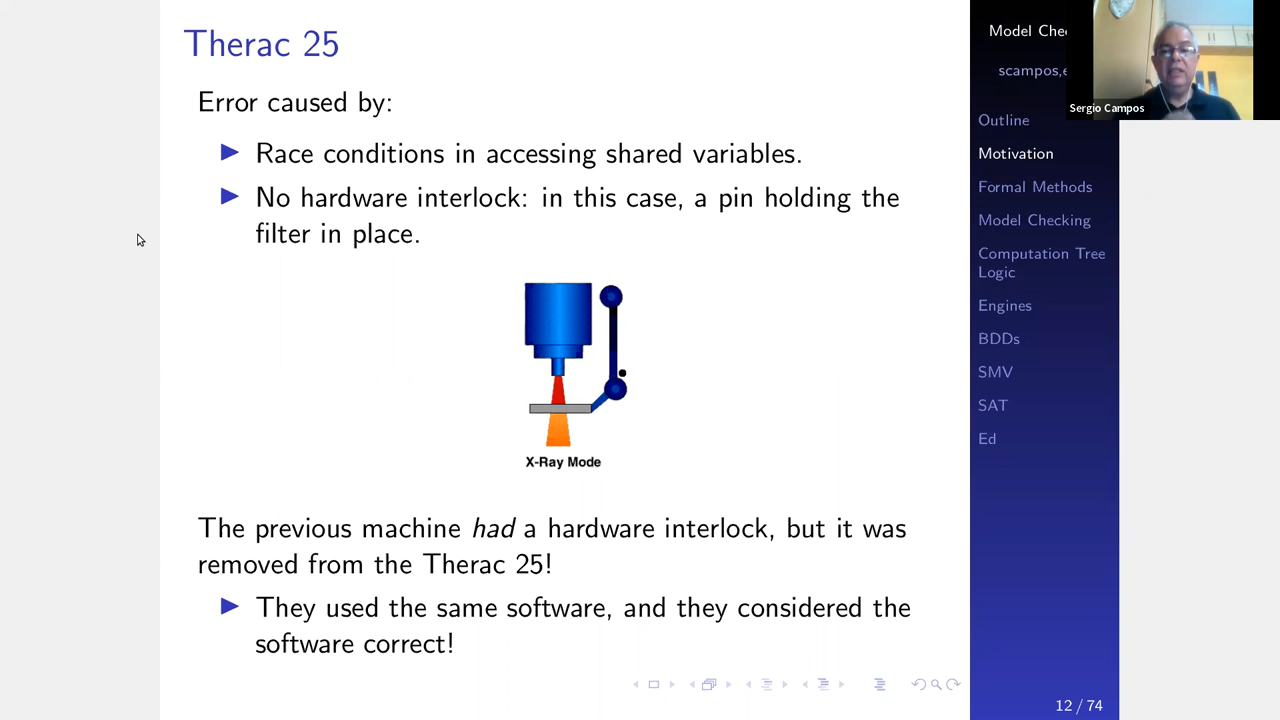 Therac 25
Error caused by:
Race conditions in accessing shared variables.
No hardware interlock: in this case, a pin holding the
filter in place.
X-Ray Mode
The previous machine had a hardware interlock, but it was
removed from the Therac 25!
They used the same software, and they considered the
software correct!
Model Che
scampos,e
Sergio Campos
Outline
Motivation
Formal Methods
Model Checking
Computation Tree
Logic
Engines
BDDs
SMV
SAT
Ed
12 / 74